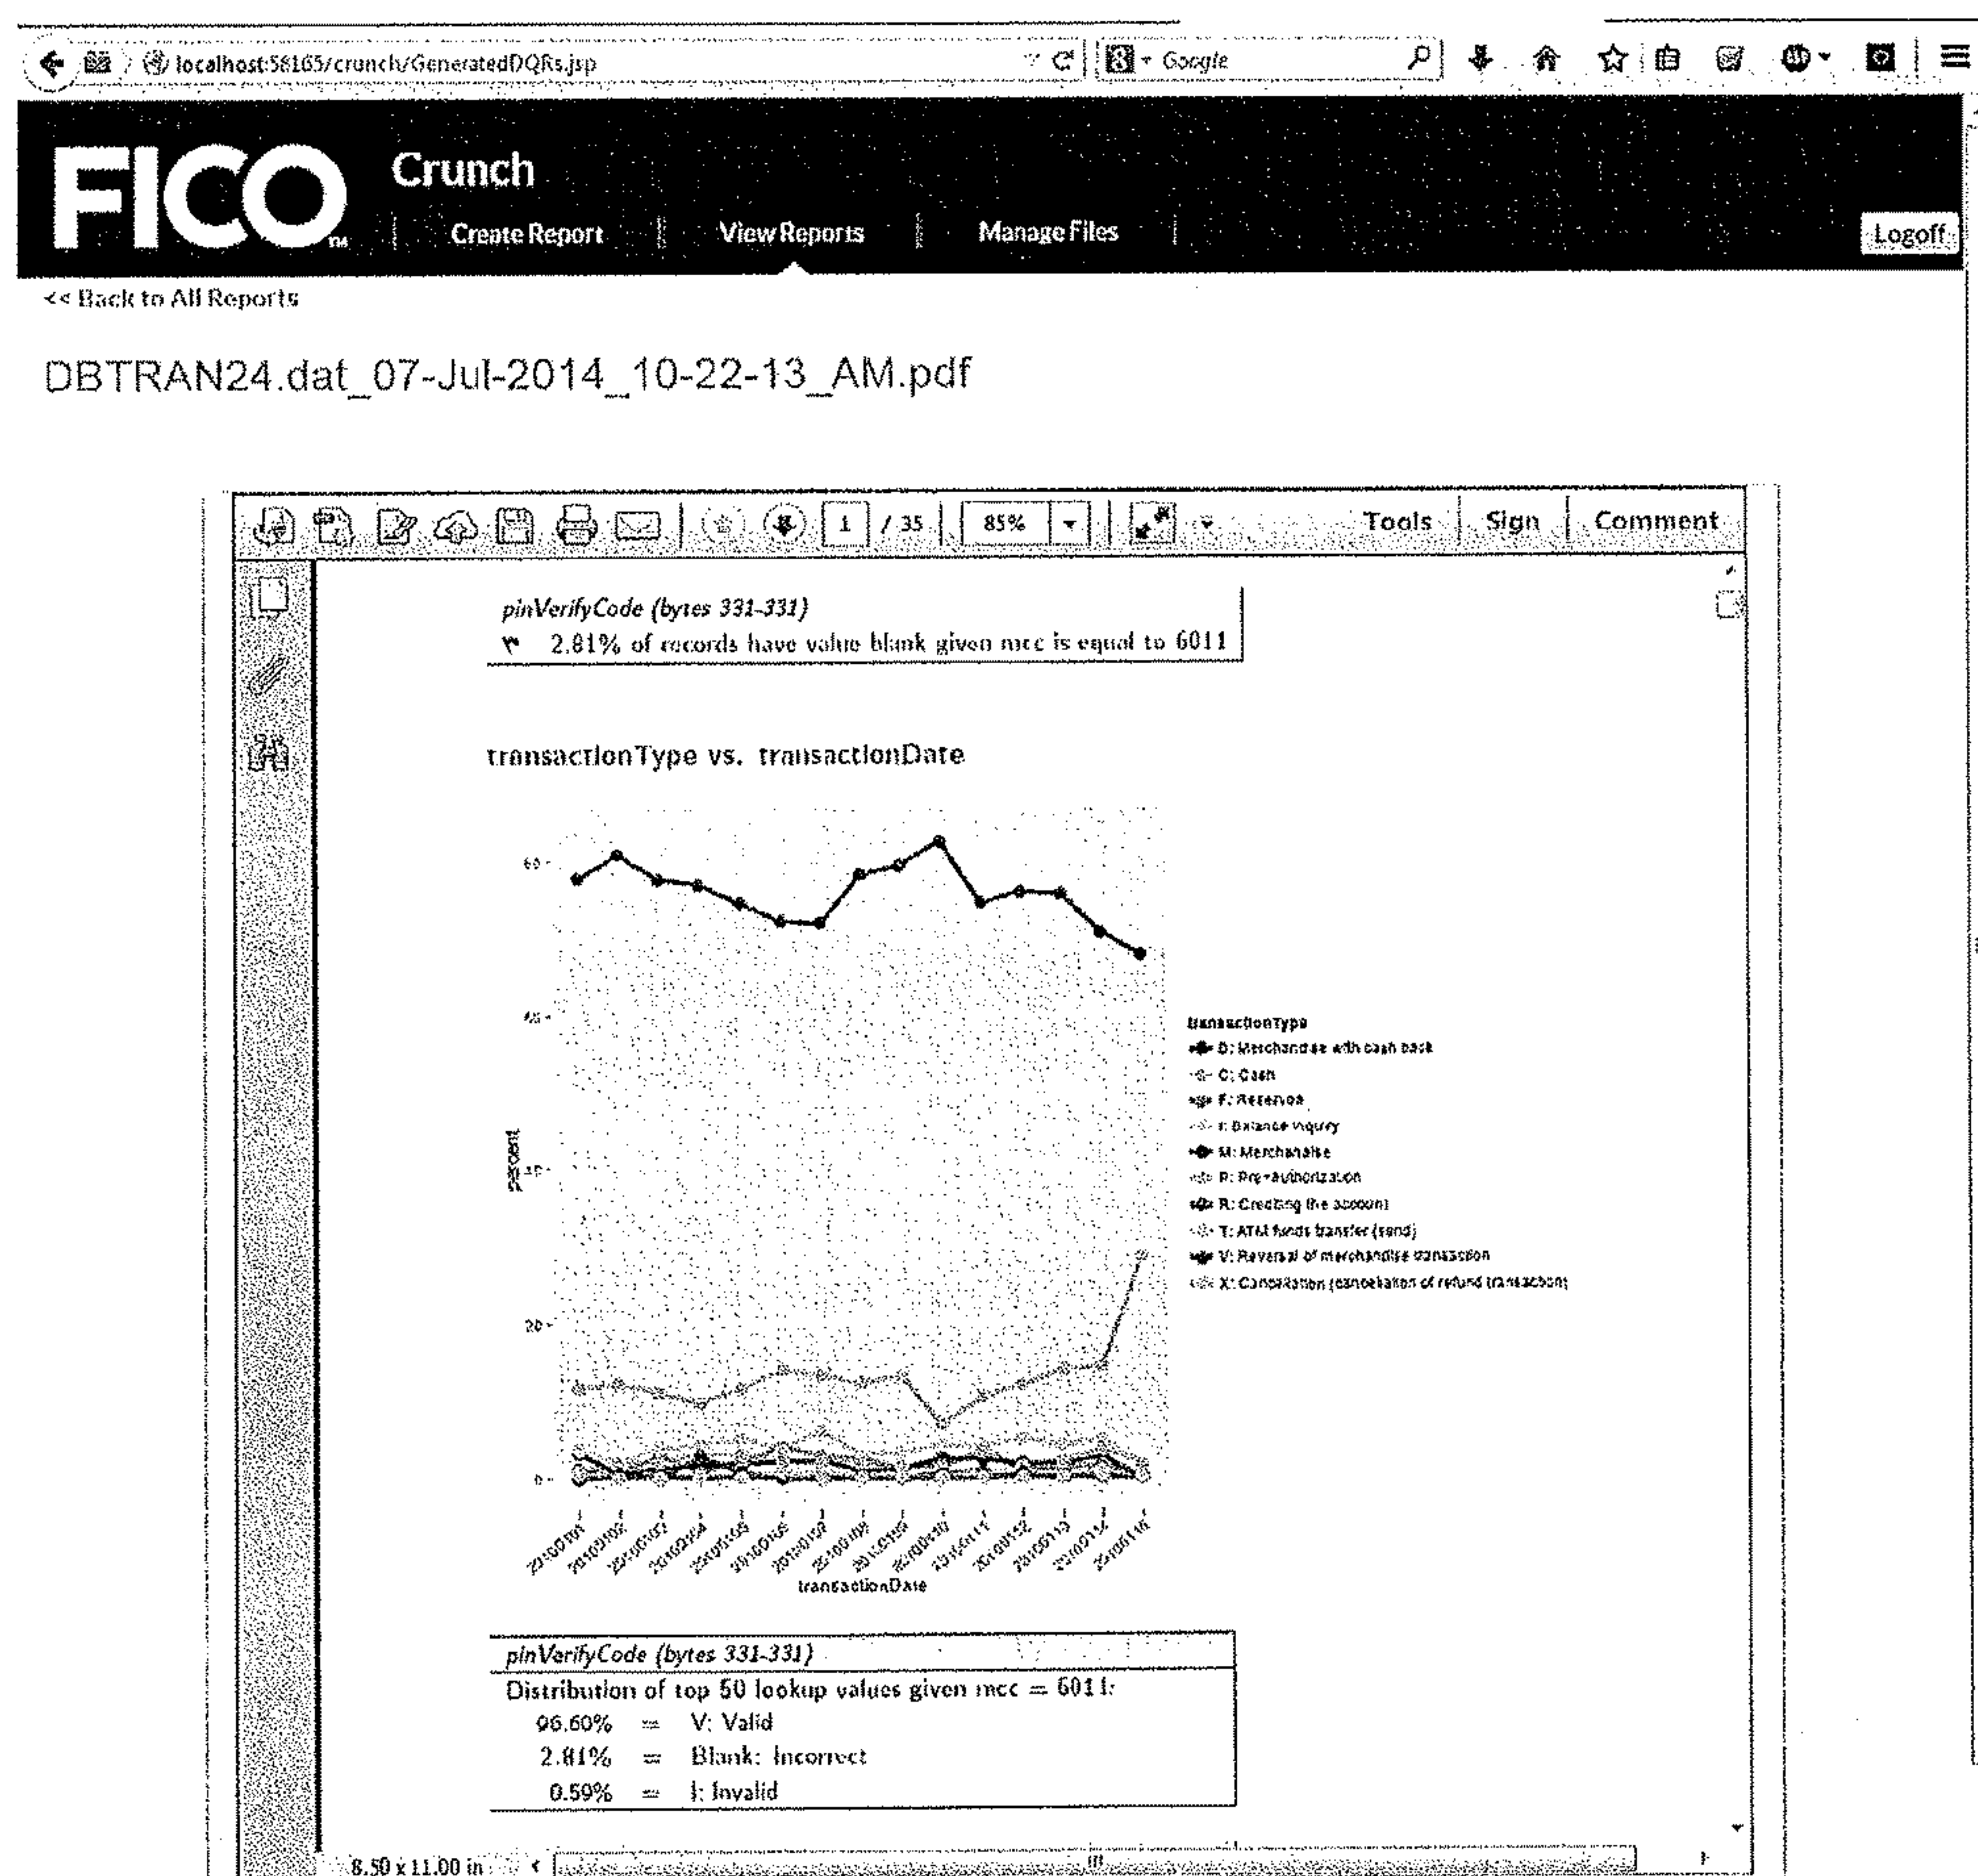 localhost:58165/crunch/GeneratedDQRs.jsp
Google
FICO™
Crunch
Create Report
View Reports
Manage Files
Logoff
<< Back to All Reports
DBTRAN24.dat_07-Jul-2014_10-22-13_AM.pdf
1 / 35
85%
Tools
Sign
Comment
pinVerifyCode (bytes 331-331)
2.81% of records have value blank given mcc is equal to 6011
transactionType vs. transactionDate
percent
80-
20-
0-
transactionType
D: Merchandise with cash back
C: Cash
I: Balance inquiry
M: Merchandise
P: Pre-authorization
R: Crediting the account
T: ATM funds transfer (send)
V: Reversal of merchandise transaction
X: Cancellation (cancellation of refund transaction)
transactionDate
pinVerifyCode (bytes 331-331)
Distribution of top 50 lookup values given mcc = 6011:
96.60% = V: Valid
2.81% = Blank: Incorrect
0.59% = I: Invalid
8.50 x 11.00 in